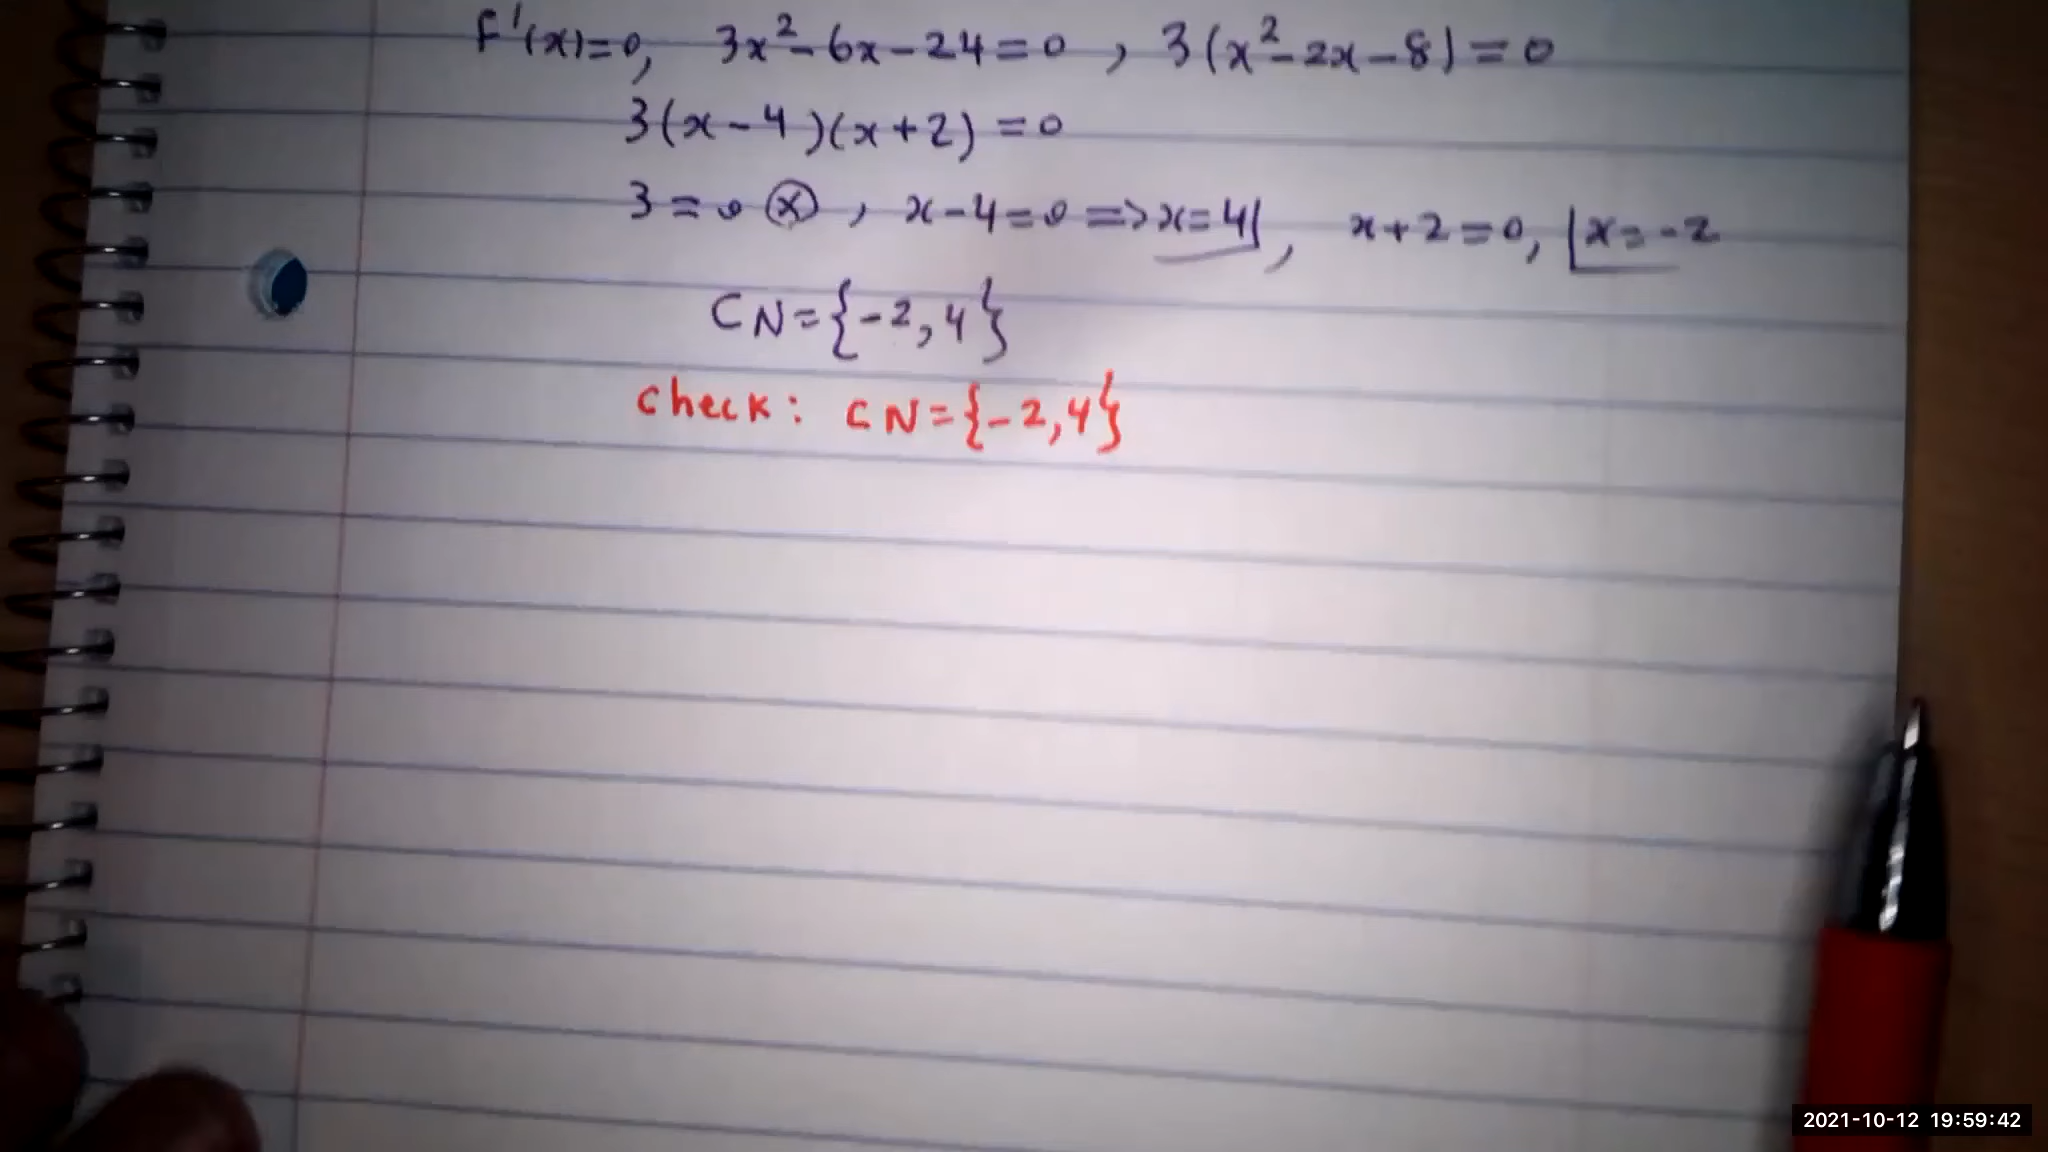 F'(x)=0, 3x²-6x-24=0 , 3(x²-2x-8)=0
3(x-4)(x+2)=0
3=0 ⓧ , x-4=0 => x=4 , x+2=0, x=-2
CN={-2,4}
check: CN={-2,4}
2021-10-12 19:59:42